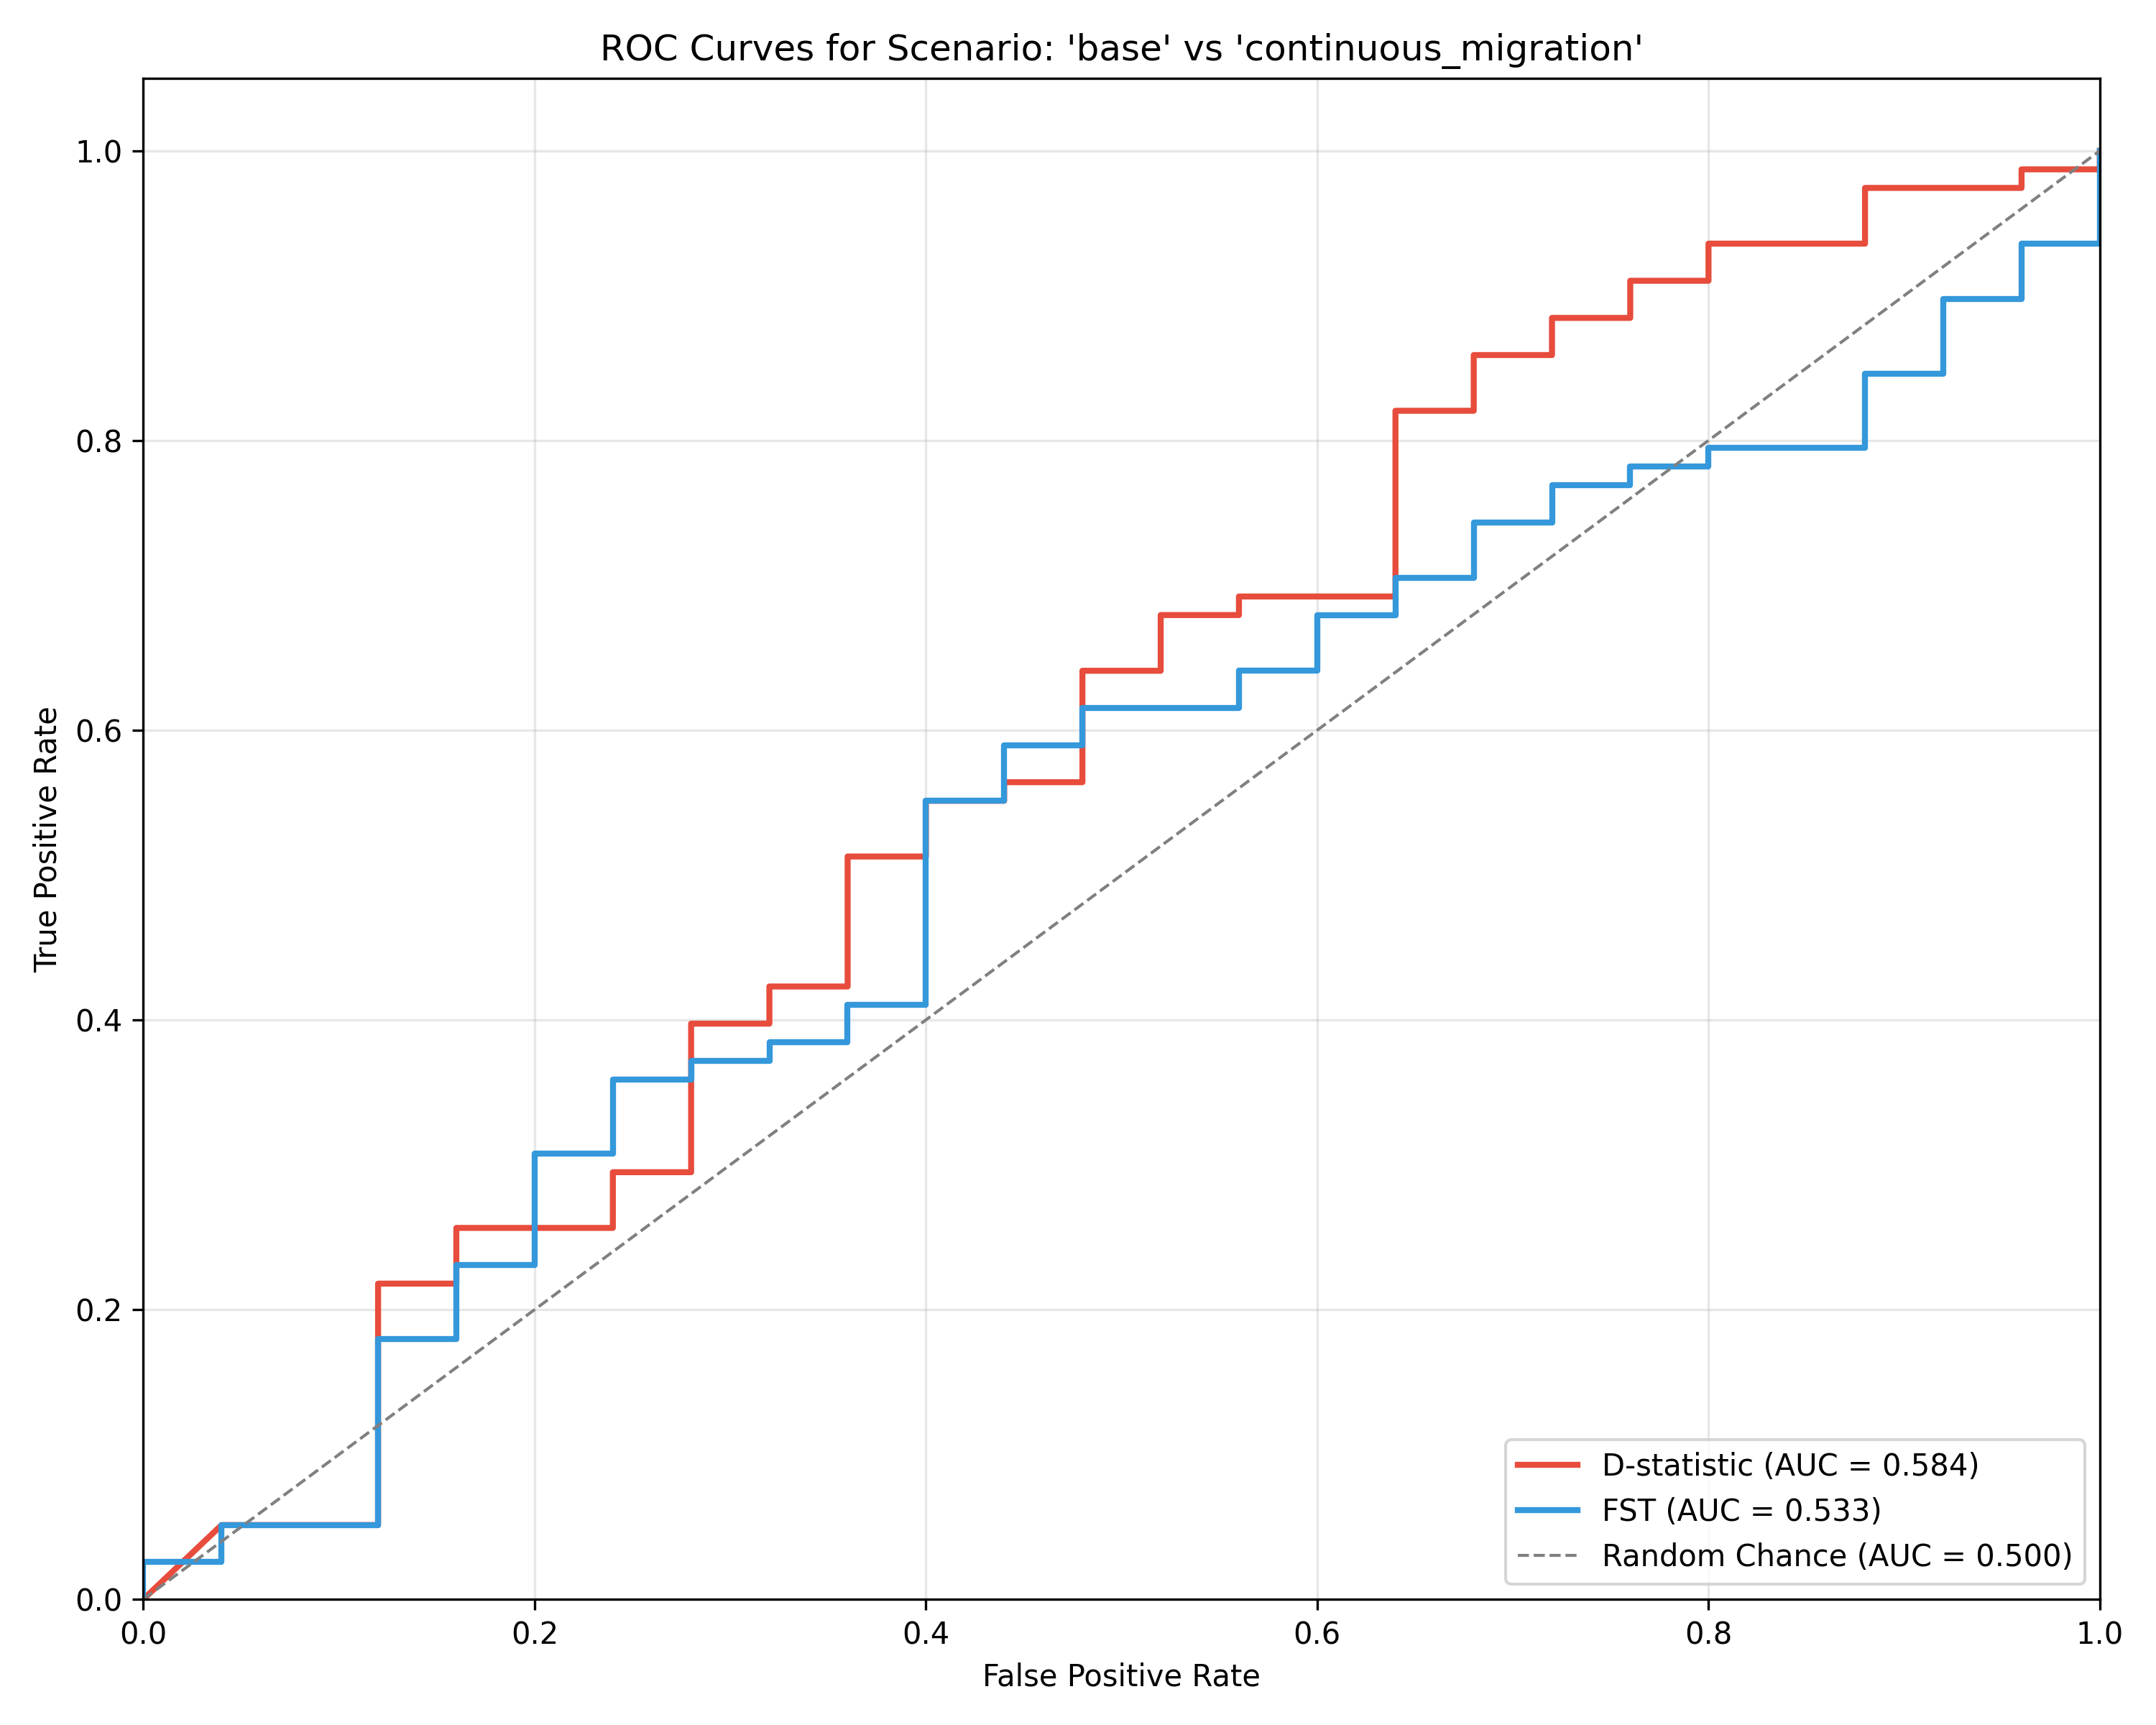 ROC Curves for Scenario: 'base' vs 'continuous_migration'
True Positive Rate
1.0
0.8
0.6
0.4
0.2
0.0
0.0 0.2 0.4 0.6 0.8 1.0
False Positive Rate
D-statistic (AUC = 0.584)
FST (AUC = 0.533)
Random Chance (AUC = 0.500)